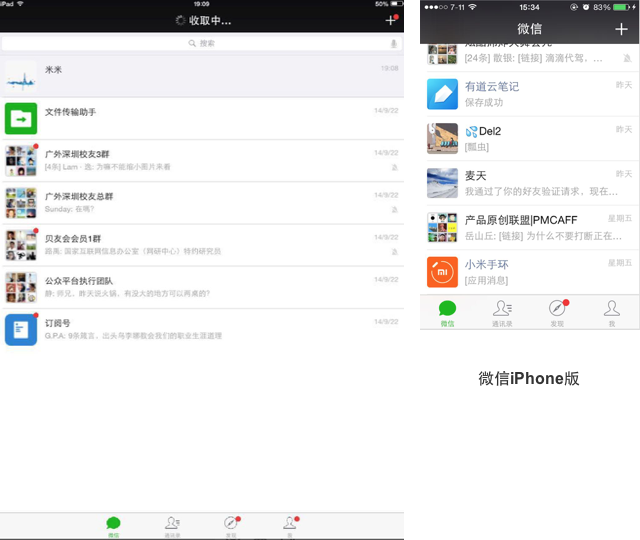 iPad 19:09 50%
收取中...
搜索
米米 19:08
文件传输助手 14/9/22
广外深圳校友3群 14/9/22
[4条] Lam - 逸: 为嘛不能缩小图片来着
广外深圳校友总群 14/9/22
Sunday: 在嘛?
贝友会会员1群 14/9/22
路禹: 国家互联网信息办公室（网研中心）特约研究员
公众平台执行团队 14/9/22
群: 何兄，昨天逆火锅，有没大的地方可以再减的?
订阅号 14/9/22
G.P.A: 9条箴言，出头鸟李娜教会我们的职业生涯道理
微信 通讯录 发现 我
7-11 15:34 83%
微信
[24条] 散银: [链接] 滴滴代驾，...
有道云笔记 昨天
保存成功
Del2 昨天
[瓢虫]
麦天 昨天
我通过了你的好友验证请求，现在...
产品原创联盟|PMCAFF 星期五
岳山丘: [链接] 为什么不要打断正在...
小米手环 星期五
[应用消息]
微信 通讯录 发现 我
微信iPhone版